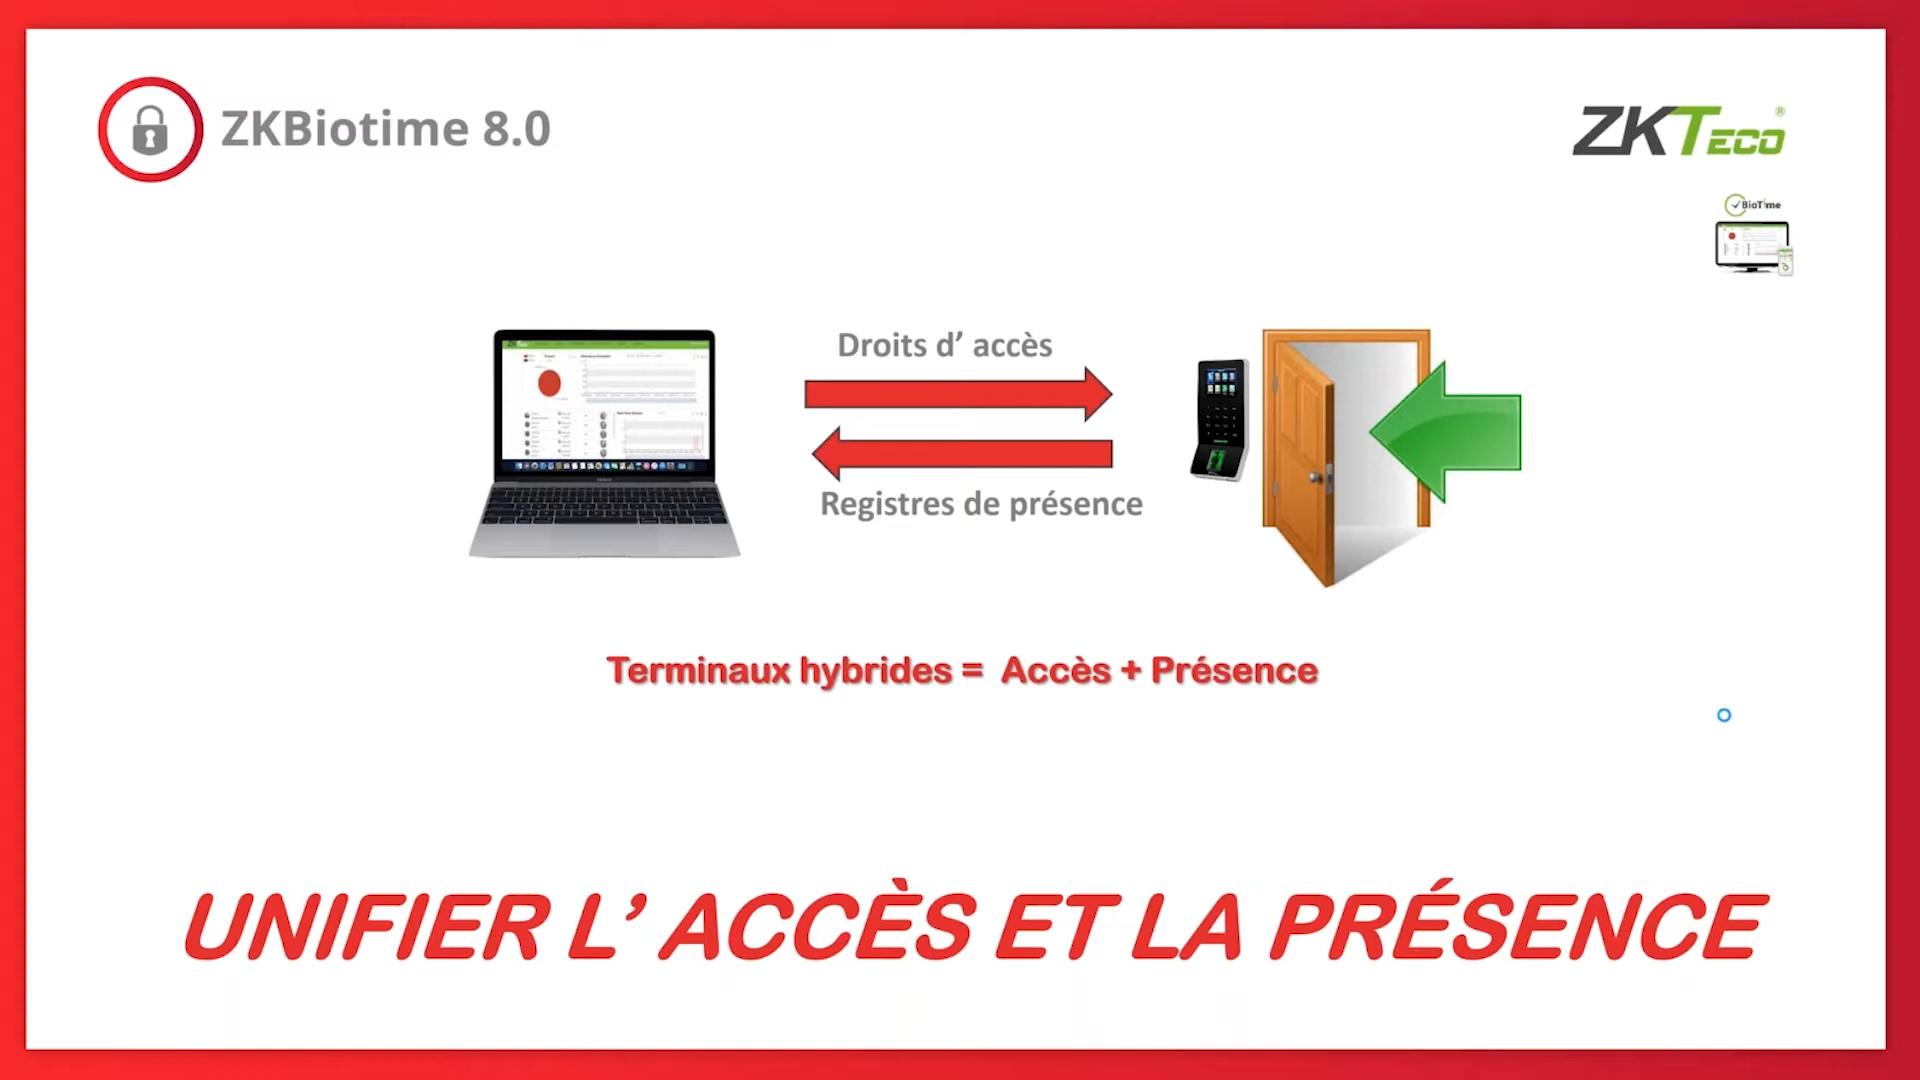 ZKBiotime 8.0
ZKTECO®
BioTime
Droits d’ accès
Registres de présence
Terminaux hybrides = Accès + Présence
UNIFIER L’ ACCÈS ET LA PRÉSENCE